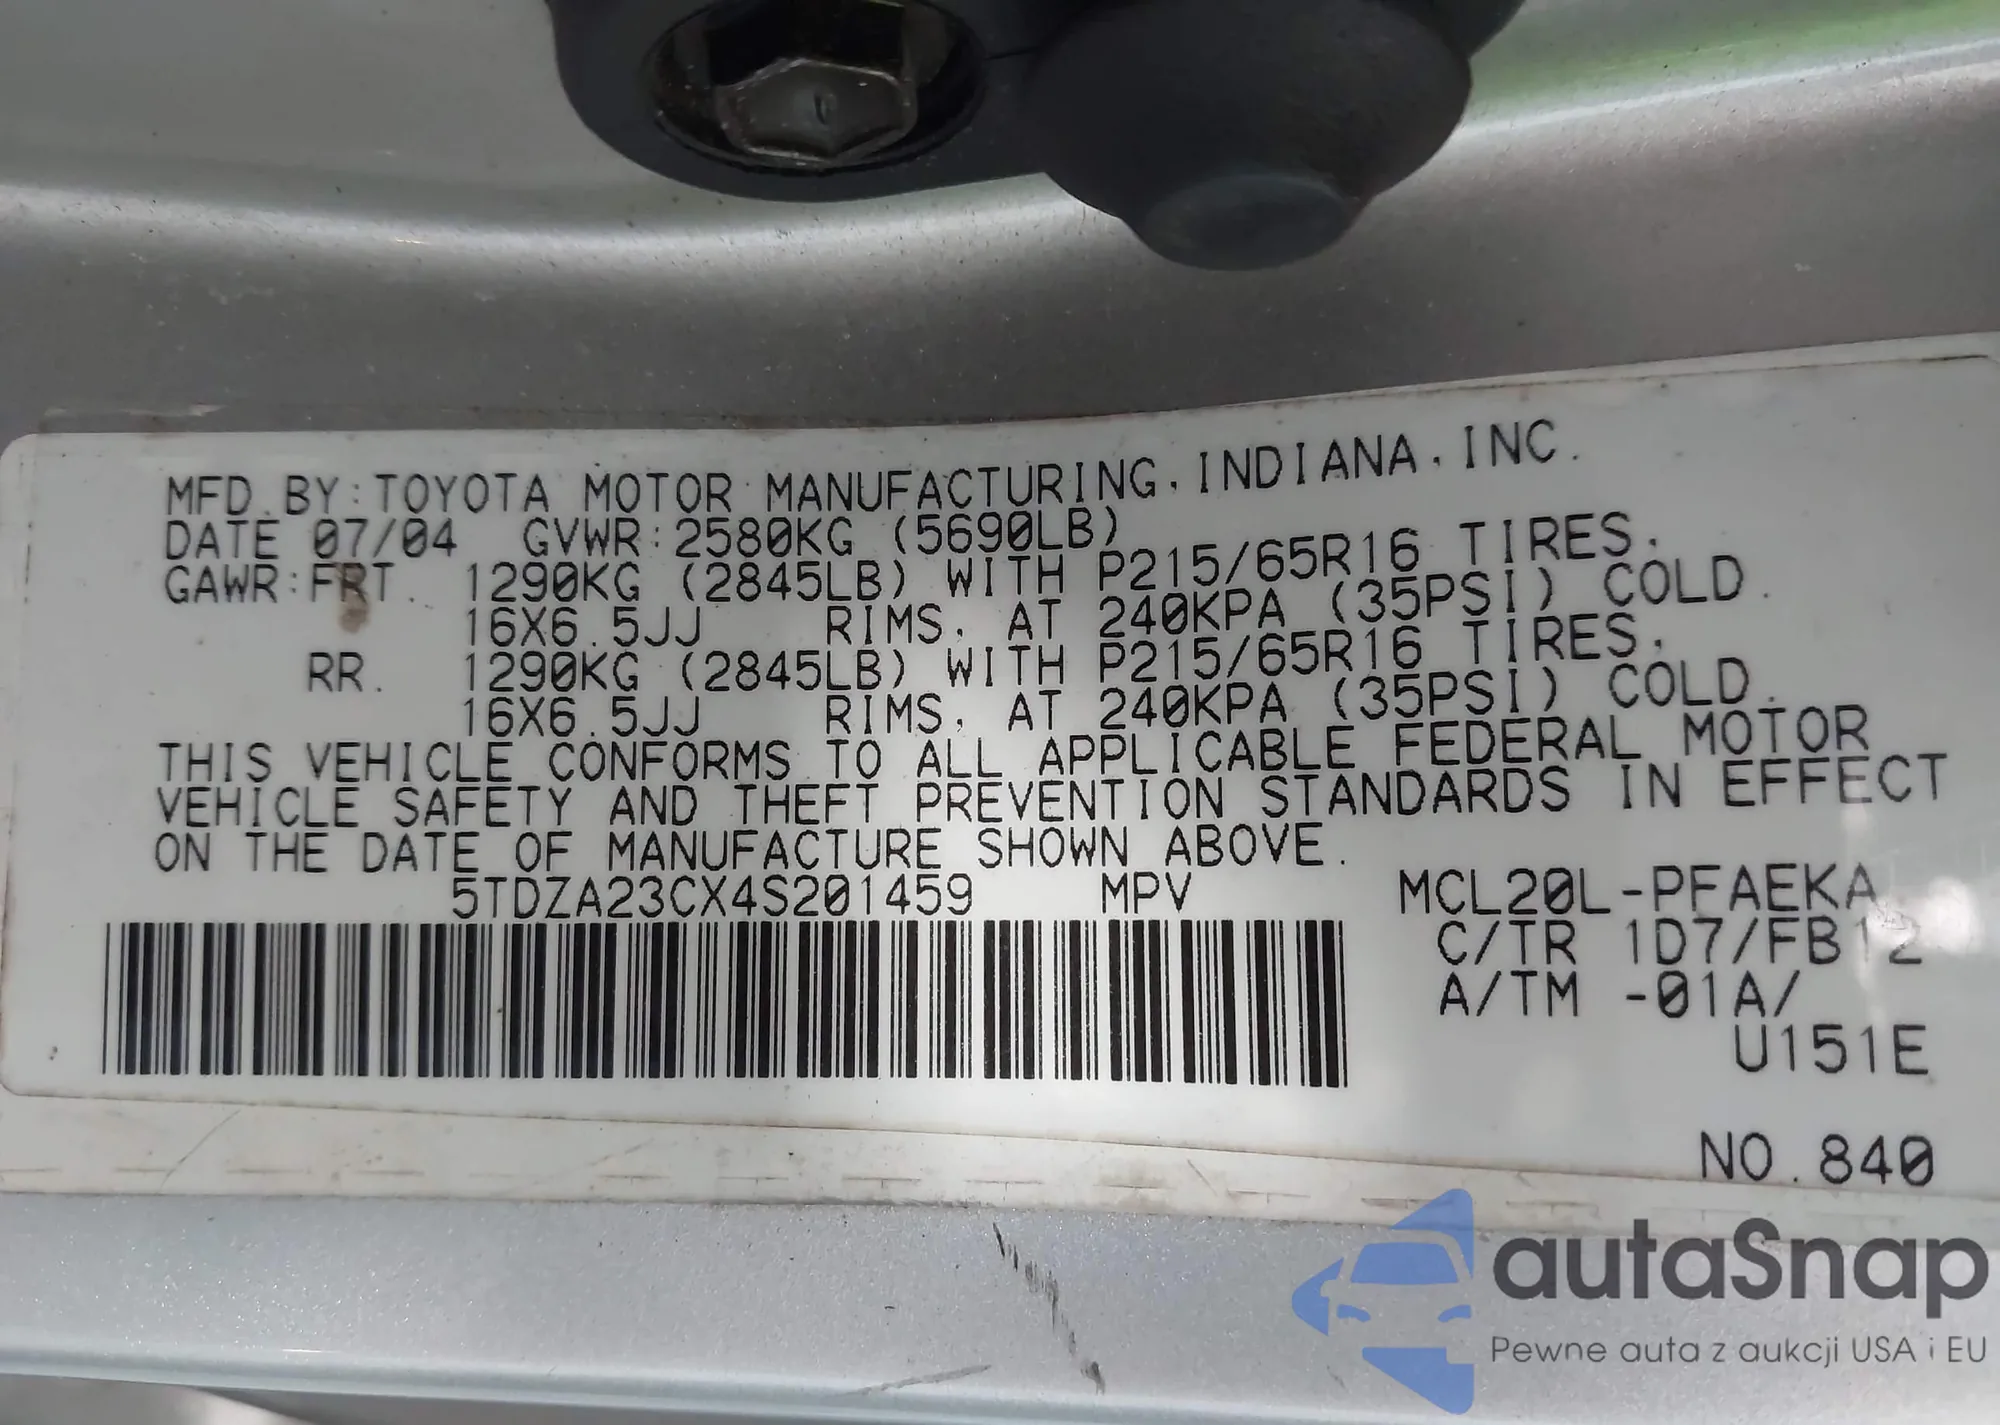 MFD.BY:TOYOTA MOTOR MANUFACTURING,INDIANA,INC.
DATE 07/04 GVWR:2580KG (5690LB)
GAWR:FRT. 1290KG (2845LB) WITH P215/65R16 TIRES,
16X6.5JJ RIMS, AT 240KPA (35PSI) COLD.
RR. 1290KG (2845LB) WITH P215/65R16 TIRES,
16X6.5JJ RIMS, AT 240KPA (35PSI) COLD.
THIS VEHICLE CONFORMS TO ALL APPLICABLE FEDERAL MOTOR
VEHICLE SAFETY AND THEFT PREVENTION STANDARDS IN EFFECT
ON THE DATE OF MANUFACTURE SHOWN ABOVE.
5TDZA23CX4S201459 MPV MCL20L-PFAEKA
C/TR 1D7/FB12
A/TM -01A/
U151E
NO.840
autaSnap
Pewne auta z aukcji USA i EU